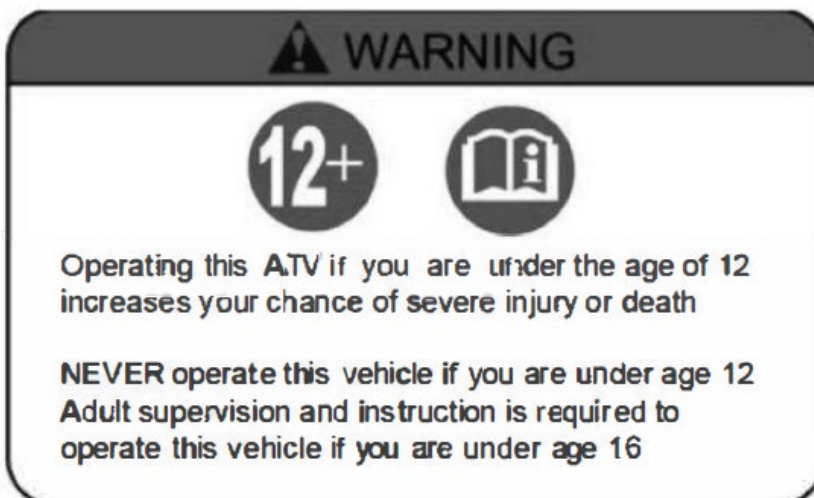 WARNING
12+
Operating this ATV if you are under the age of 12
increases your chance of severe injury or death
NEVER operate this vehicle if you are under age 12
Adult supervision and instruction is required to
operate this vehicle if you are under age 16